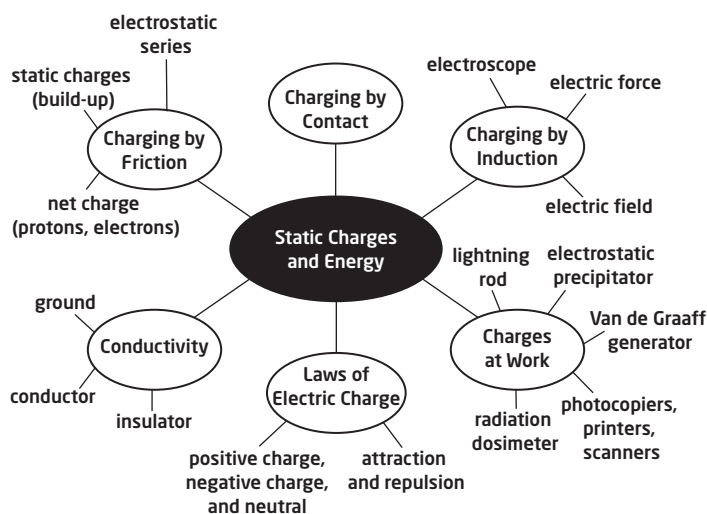 electrostatic
series
static charges
(build-up)
Charging by
Friction
net charge
(protons, electrons)
Charging by
Contact
electroscope
electric force
Charging by
Induction
electric field
Static Charges
and Energy
ground
Conductivity
conductor
insulator
Laws of
Electric Charge
positive charge,
negative charge,
and neutral
attraction
and repulsion
lightning
rod
electrostatic
precipitator
Van de Graaff
generator
Charges
at Work
radiation
dosimeter
photocopiers,
printers,
scanners